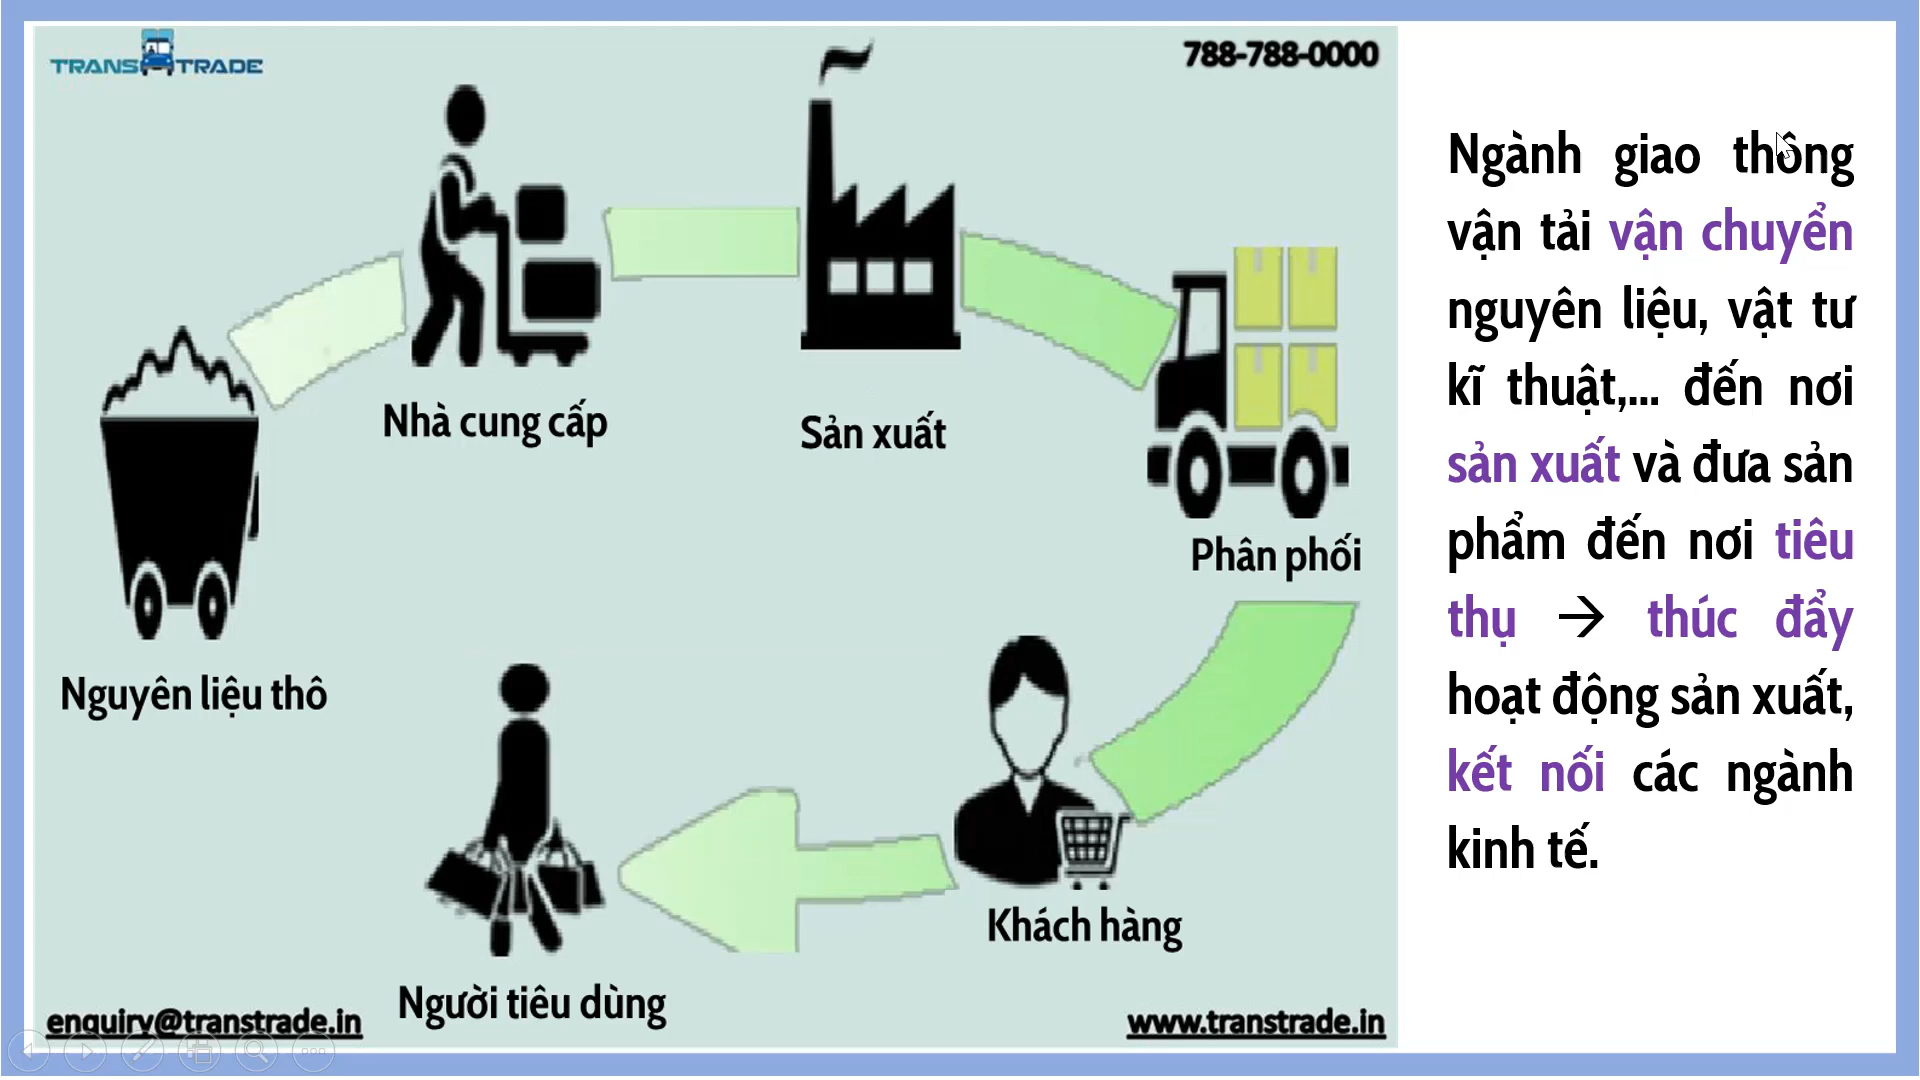 TRANS TRADE
788-788-0000
Nhà cung cấp
Sản xuất
Phân phối
Nguyên liệu thô
Khách hàng
Người tiêu dùng
enquiry@transtrade.in
www.transtrade.in
Ngành giao thông
vận tải vận chuyển
nguyên liệu, vật tư
kĩ thuật,... đến nơi
sản xuất và đưa sản
phẩm đến nơi tiêu
thụ → thúc đẩy
hoạt động sản xuất,
kết nối các ngành
kinh tế.